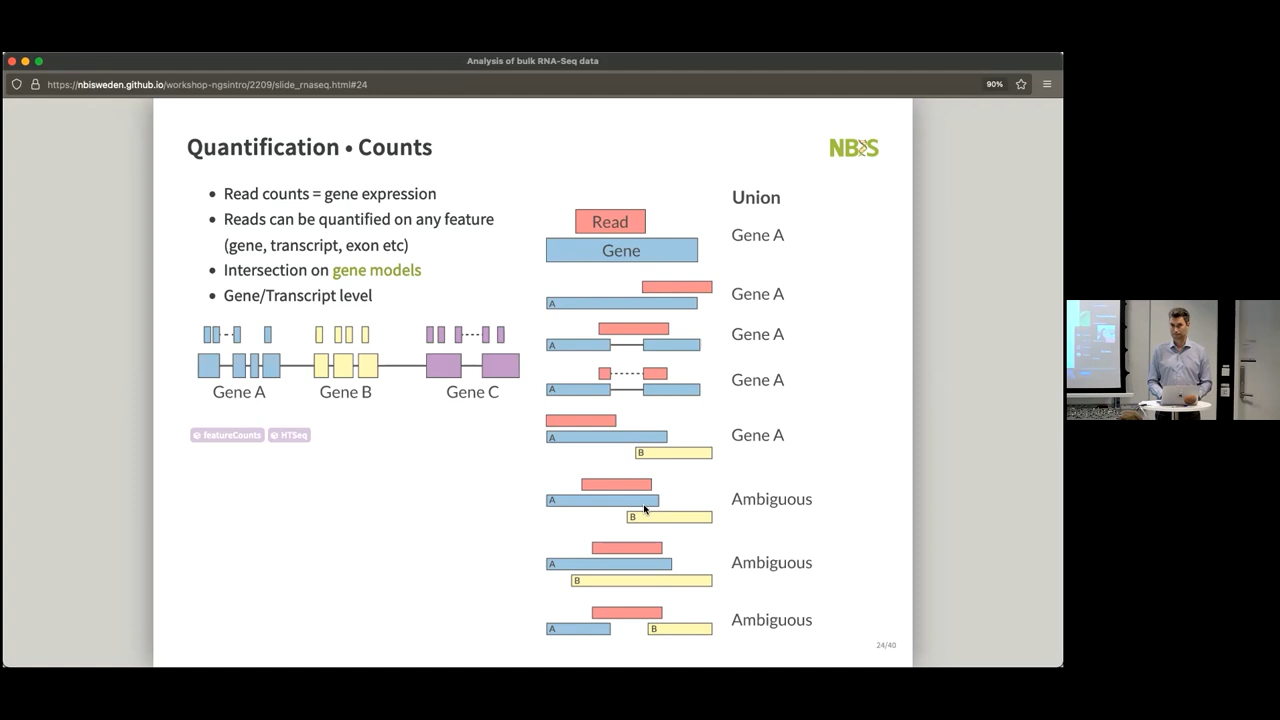 Analysis of bulk RNA-Seq data
https://nbisweden.github.io/workshop-ngsintro/2209/slide_rnaseq.html#24
90%
Quantification • Counts
NBIS
• Read counts = gene expression
• Reads can be quantified on any feature
(gene, transcript, exon etc)
• Intersection on gene models
• Gene/Transcript level
Gene A
Gene B
Gene C
featureCounts
HTSeq
Union
Read
Gene
Gene A
A
Gene A
A
Gene A
A
Gene A
A
B
Gene A
A
B
Ambiguous
A
B
Ambiguous
A
B
Ambiguous
24/40